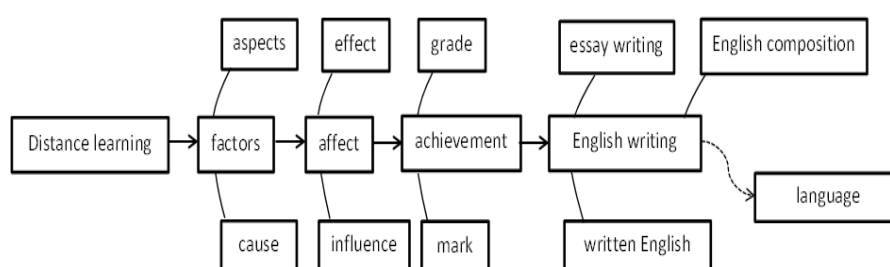 aspects effect grade essay writing English composition
Distance learning factors affect achievement English writing
language
cause influence mark written English